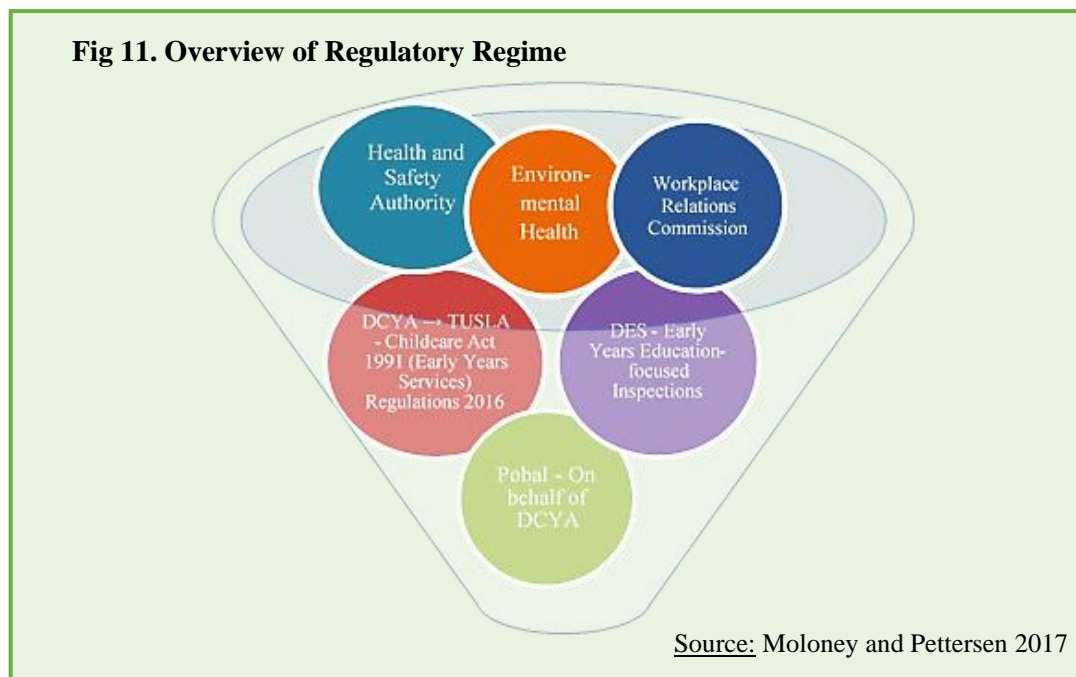 Fig 11. Overview of Regulatory Regime
Health and
Safety
Authority
Environ-
mental
Health
Workplace
Relations
Commission
DCYA → TUSLA
- Childcare Act
1991 (Early Years
Services)
Regulations 2016
DES - Early
Years Education-
focused
Inspections
Pobal - On
behalf of
DCYA
Source: Moloney and Pettersen 2017